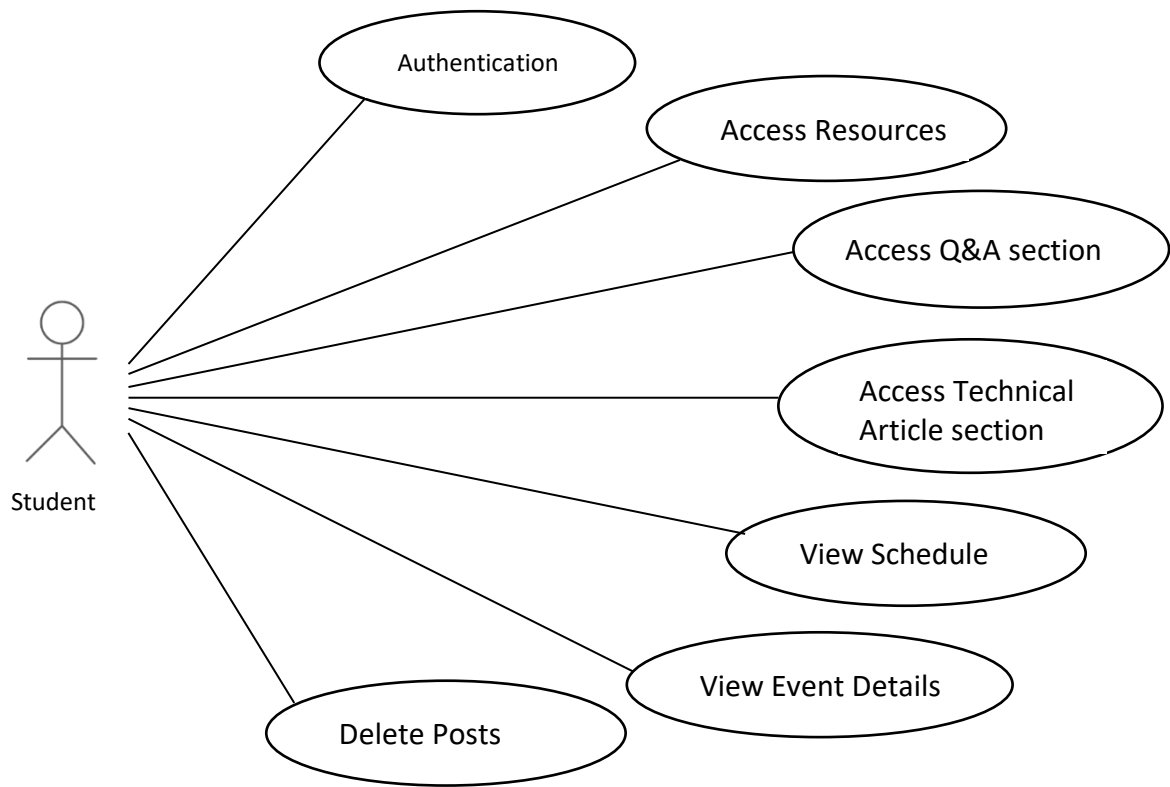 Authentication
Access Resources
Access Q&A section
Access Technical
Article section
Student
View Schedule
View Event Details
Delete Posts